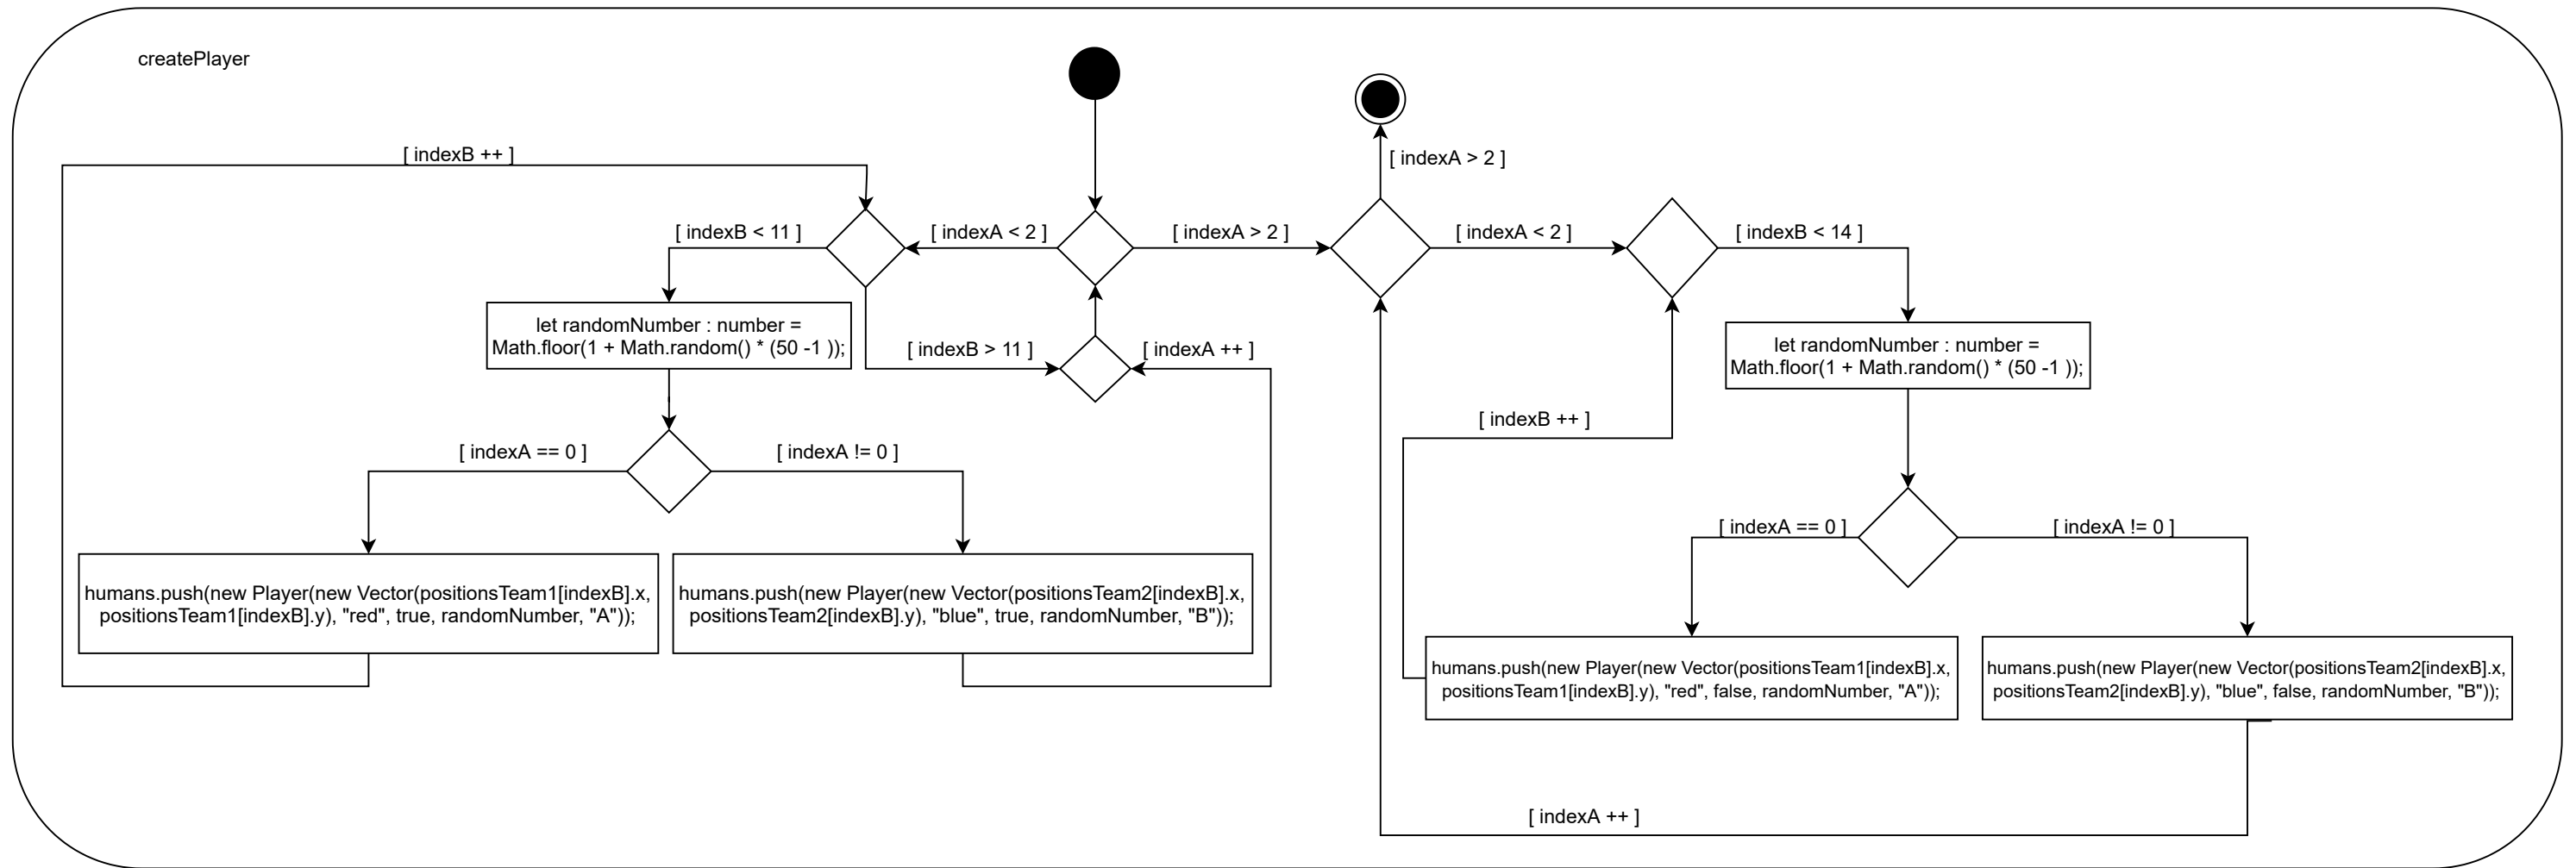 createPlayer
[ indexB ++ ]
[ indexA > 2 ]
[ indexB < 11 ]
[ indexA < 2 ]
[ indexA > 2 ]
[ indexA < 2 ]
[ indexB < 14 ]
let randomNumber : number =
Math.floor(1 + Math.random() * (50 -1 ));
[ indexB > 11 ]
[ indexA ++ ]
let randomNumber : number =
Math.floor(1 + Math.random() * (50 -1 ));
[ indexB ++ ]
[ indexA == 0 ]
[ indexA != 0 ]
[ indexA == 0 ]
[ indexA != 0 ]
humans.push(new Player(new Vector(positionsTeam1[indexB].x,
positionsTeam1[indexB].y), "red", true, randomNumber, "A"));
humans.push(new Player(new Vector(positionsTeam2[indexB].x,
positionsTeam2[indexB].y), "blue", true, randomNumber, "B"));
humans.push(new Player(new Vector(positionsTeam1[indexB].x,
positionsTeam1[indexB].y), "red", false, randomNumber, "A"));
humans.push(new Player(new Vector(positionsTeam2[indexB].x,
positionsTeam2[indexB].y), "blue", false, randomNumber, "B"));
[ indexA ++ ]